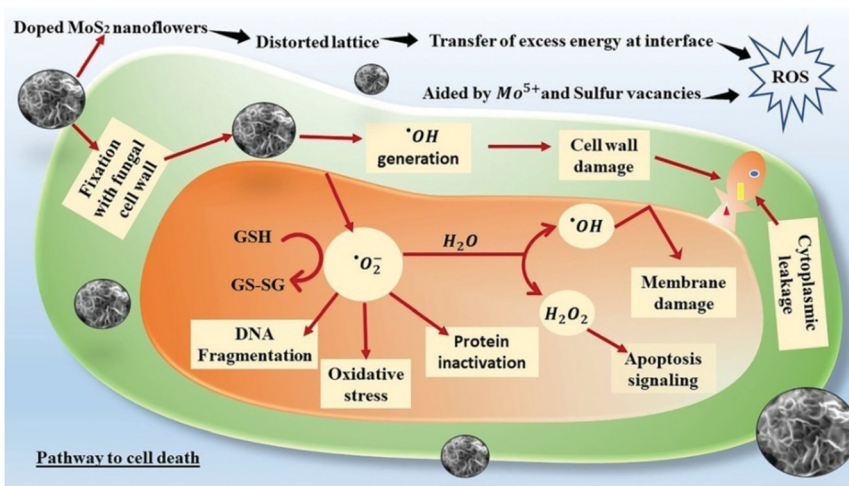 Doped MoS₂ nanoflowers
Distorted lattice
Transfer of excess energy at interface
ROS
Aided by Mo⁵⁺ and Sulfur vacancies
Fixation
with fungal
cell wall
•OH
generation
Cell wall
damage
Cytoplasmic
leakage
GSH
GS-SG
•O₂⁻
H₂O
•OH
H₂O₂
Membrane
damage
DNA
Fragmentation
Oxidative
stress
Protein
inactivation
Apoptosis
signaling
Pathway to cell death